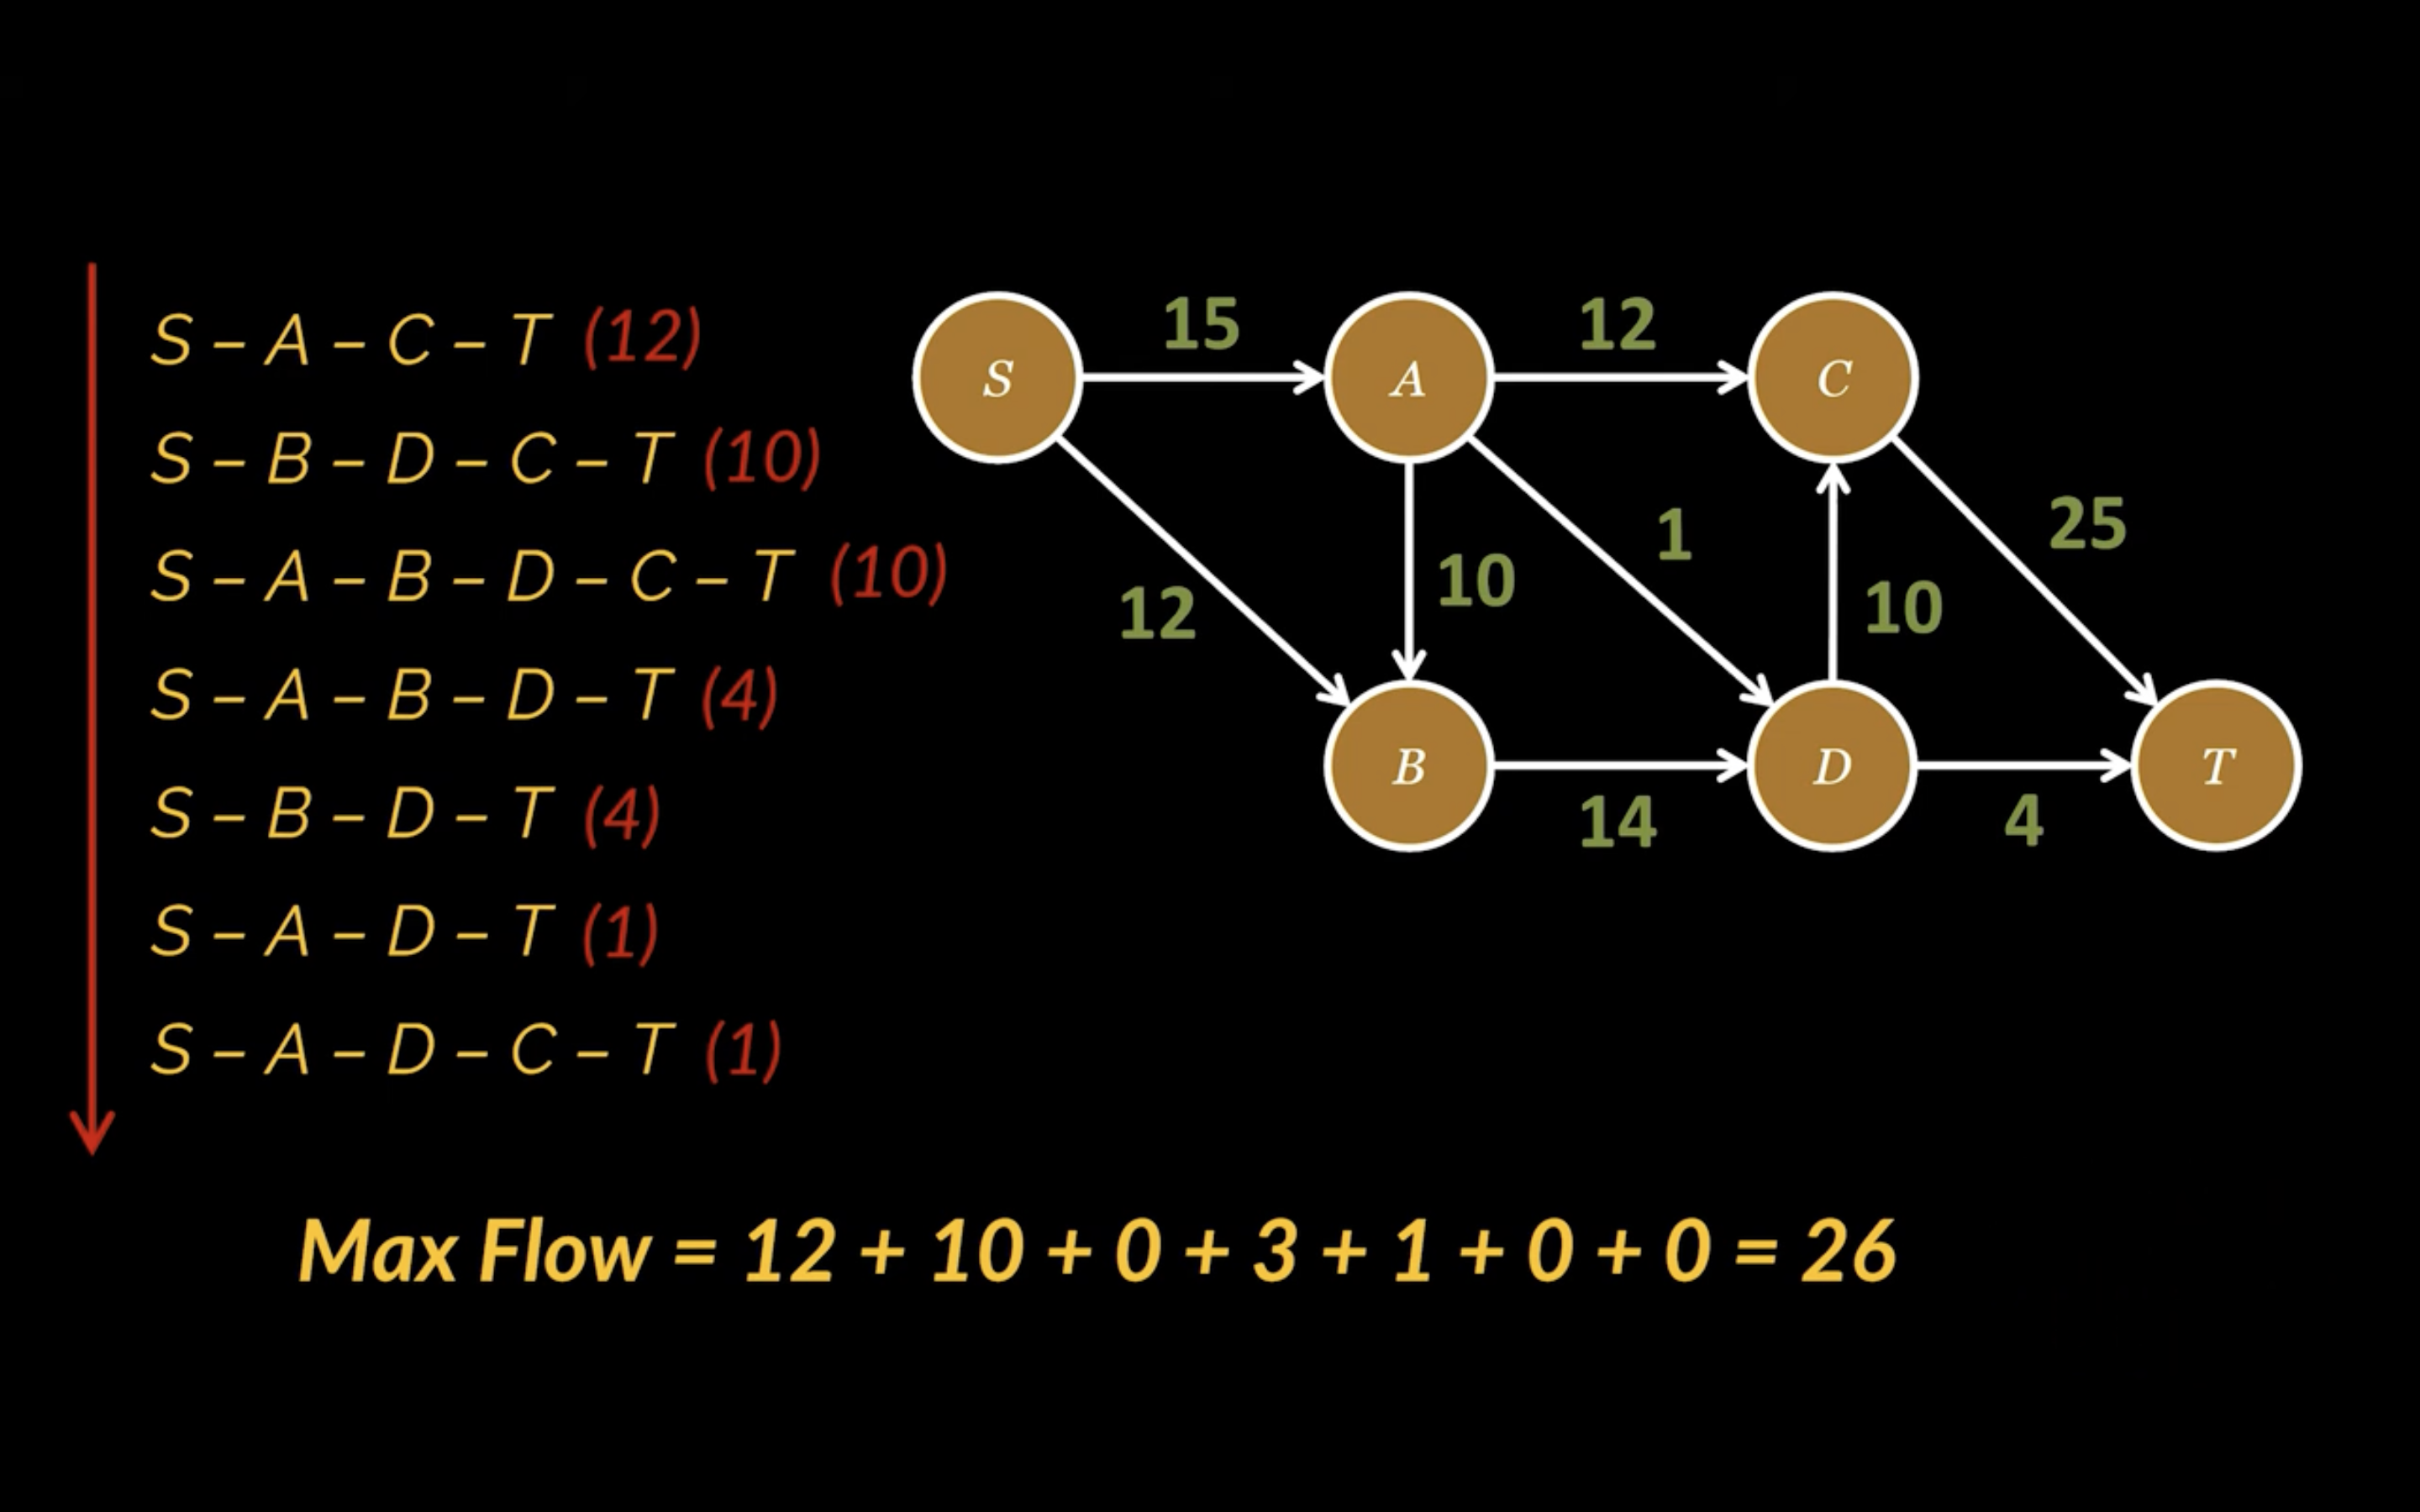 S – A – C – T (12)
S – B – D – C – T (10)
S – A – B – D – C – T (10)
S – A – B – D – T (4)
S – B – D – T (4)
S – A – D – T (1)
S – A – D – C – T (1)
S
15
A
12
C
12
10
1
10
25
B
14
D
4
T
Max Flow = 12 + 10 + 0 + 3 + 1 + 0 + 0 = 26